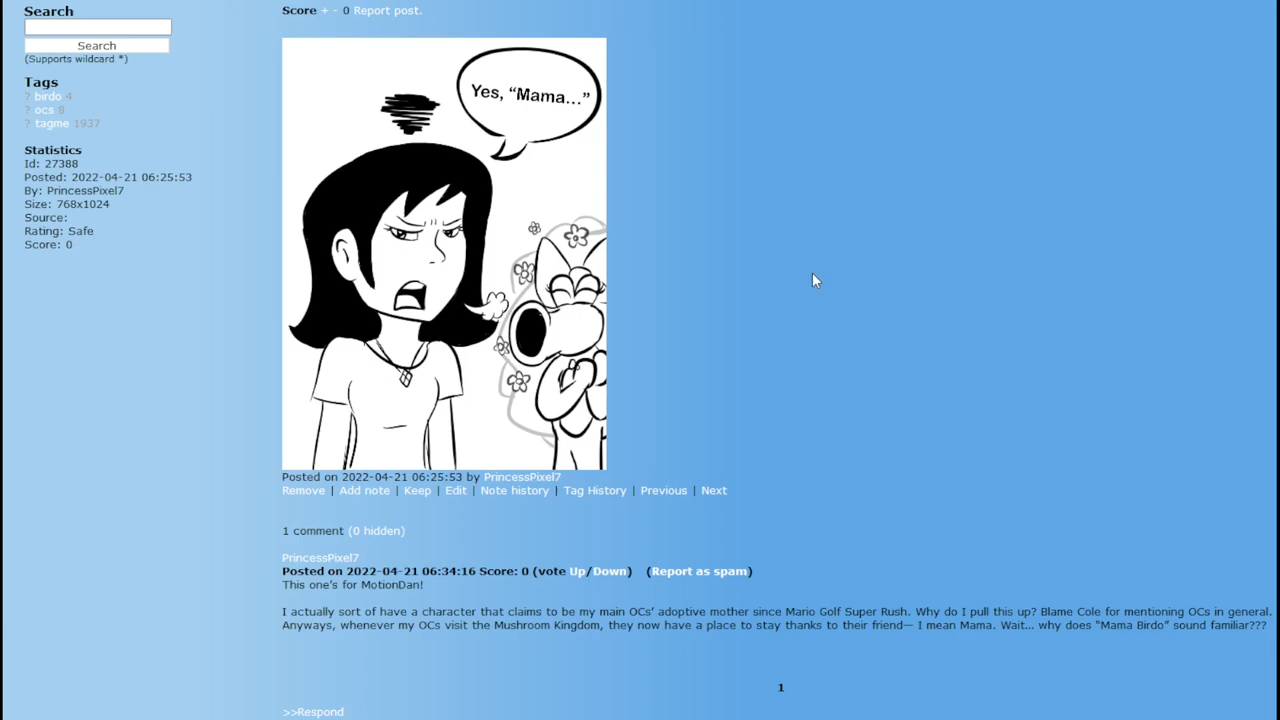 Search
Search
(Supports wildcard *)
Tags
? birdo 4
? ocs 8
? tagme 1937
Statistics
Id: 27388
Posted: 2022-04-21 06:25:53
By: PrincessPixel7
Size: 768x1024
Source:
Rating: Safe
Score: 0
Score + - 0 Report post.
Yes, “Mama...”
Posted on 2022-04-21 06:25:53 by PrincessPixel7
Remove | Add note | Keep | Edit | Note history | Tag History | Previous | Next
1 comment (0 hidden)
PrincessPixel7
Posted on 2022-04-21 06:34:16 Score: 0 (vote Up/Down) (Report as spam)
This one's for MotionDan!
I actually sort of have a character that claims to be my main OCs’ adoptive mother since Mario Golf Super Rush. Why do I pull this up? Blame Cole for mentioning OCs in general.
Anyways, whenever my OCs visit the Mushroom Kingdom, they now have a place to stay thanks to their friend— I mean Mama. Wait... why does “Mama Birdo” sound familiar???
1
>>Respond